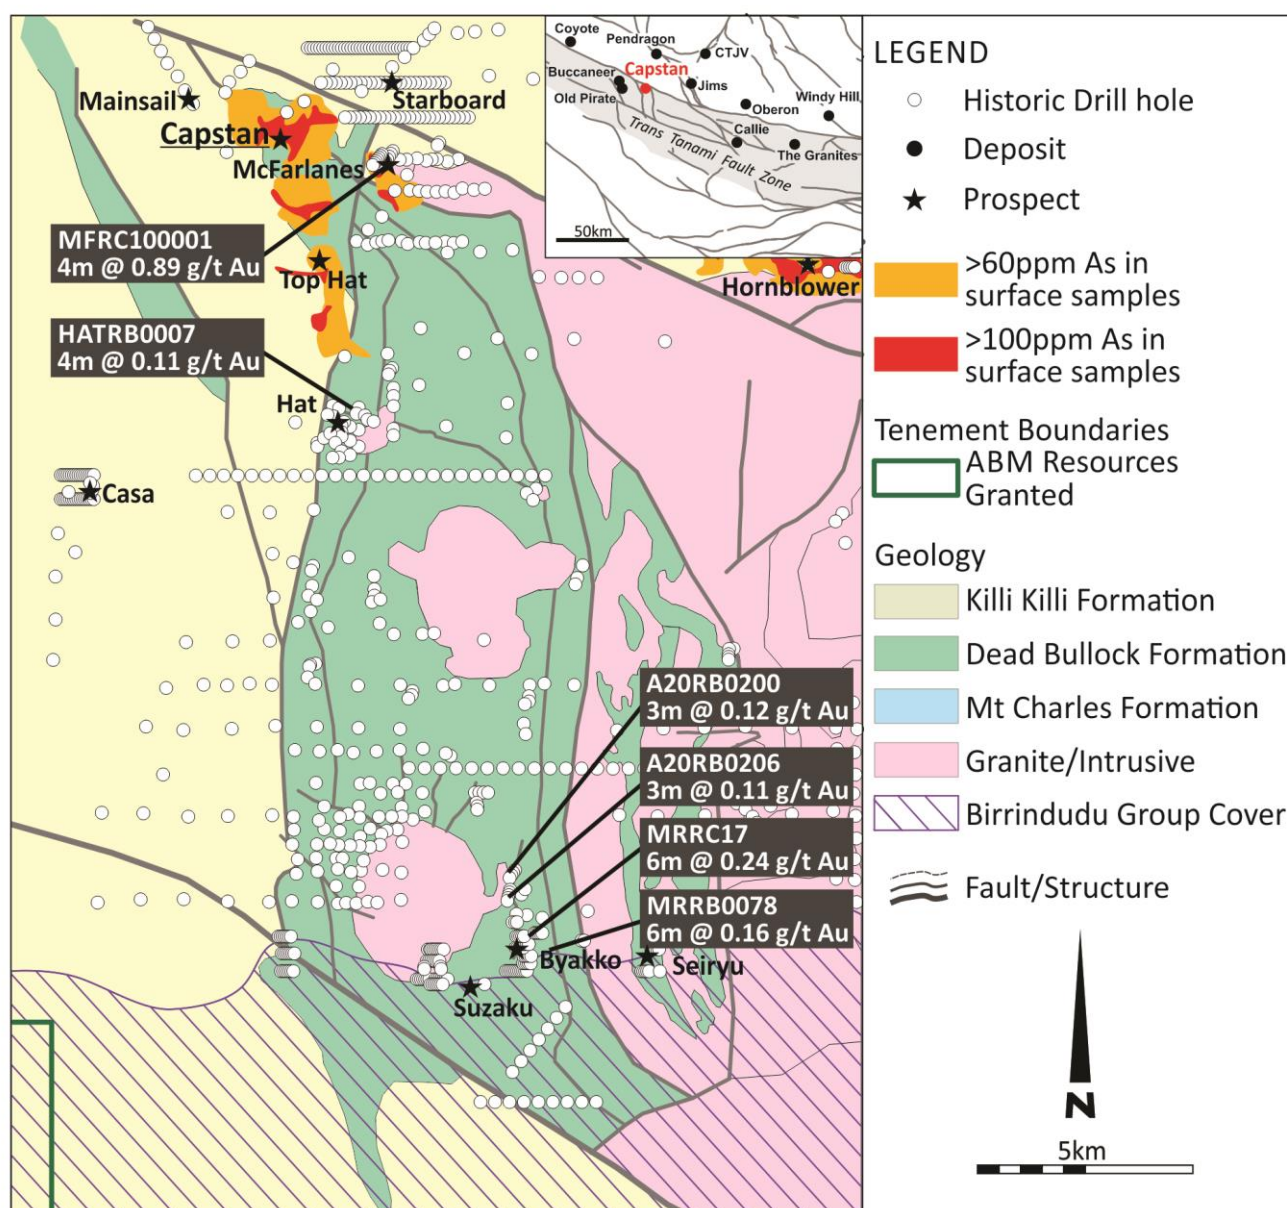 Mainsail
Capstan
Starboard
McFarlanes
MFRC100001
4m @ 0.89 g/t Au
Top Hat
HATRB0007
4m @ 0.11 g/t Au
Hat
Casa
Hornblower
A20RB0200
3m @ 0.12 g/t Au
A20RB0206
3m @ 0.11 g/t Au
MRRC17
6m @ 0.24 g/t Au
MRRB0078
6m @ 0.16 g/t Au
Byakko
Seiryu
Suzaku
Coyote
Pendragon
CTJV
Buccaneer
Capstan
Jims
Old Pirate
Oberon
Windy Hill
Callie
The Granites
Trans Tanami Fault Zone
50km
LEGEND
Historic Drill hole
Deposit
Prospect
>60ppm As in
surface samples
>100ppm As in
surface samples
Tenement Boundaries
ABM Resources
Granted
Geology
Killi Killi Formation
Dead Bullock Formation
Mt Charles Formation
Granite/Intrusive
Birrindudu Group Cover
Fault/Structure
N
5km